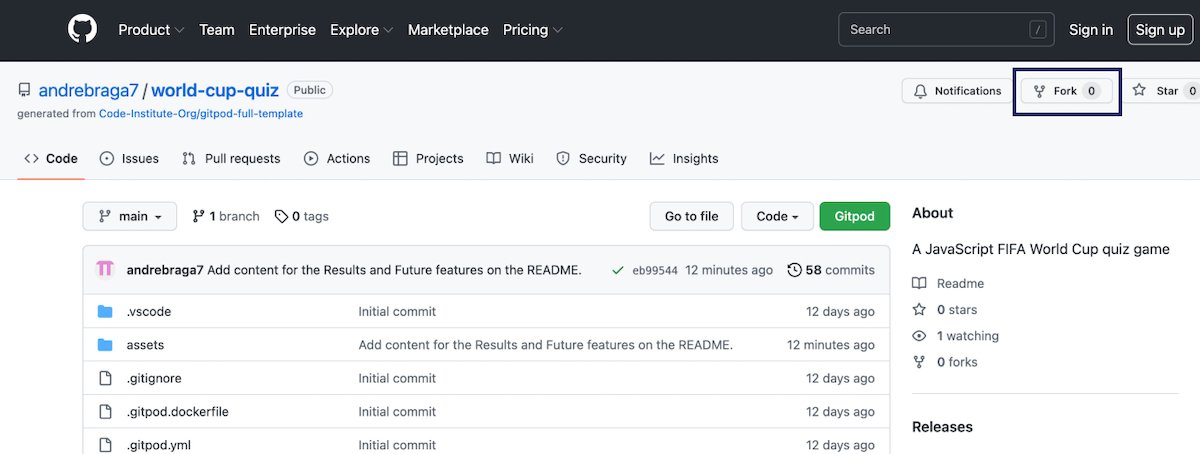 Product Team Enterprise Explore Marketplace Pricing Search / Sign in Sign up
andrebraga7 / world-cup-quiz Public Notifications Fork 0 Star 0
generated from Code-Institute-Org/gitpod-full-template
<> Code Issues Pull requests Actions Projects Wiki Security Insights
main 1 branch 0 tags Go to file Code Gitpod
About
andrebraga7 Add content for the Results and Future features on the README. eb99544 12 minutes ago 58 commits
A JavaScript FIFA World Cup quiz game
.vscode Initial commit 12 days ago
assets Add content for the Results and Future features on the README. 12 minutes ago
.gitignore Initial commit 12 days ago
.gitpod.dockerfile Initial commit 12 days ago
.gitpod.yml Initial commit 12 days ago
Readme
0 stars
1 watching
0 forks
Releases